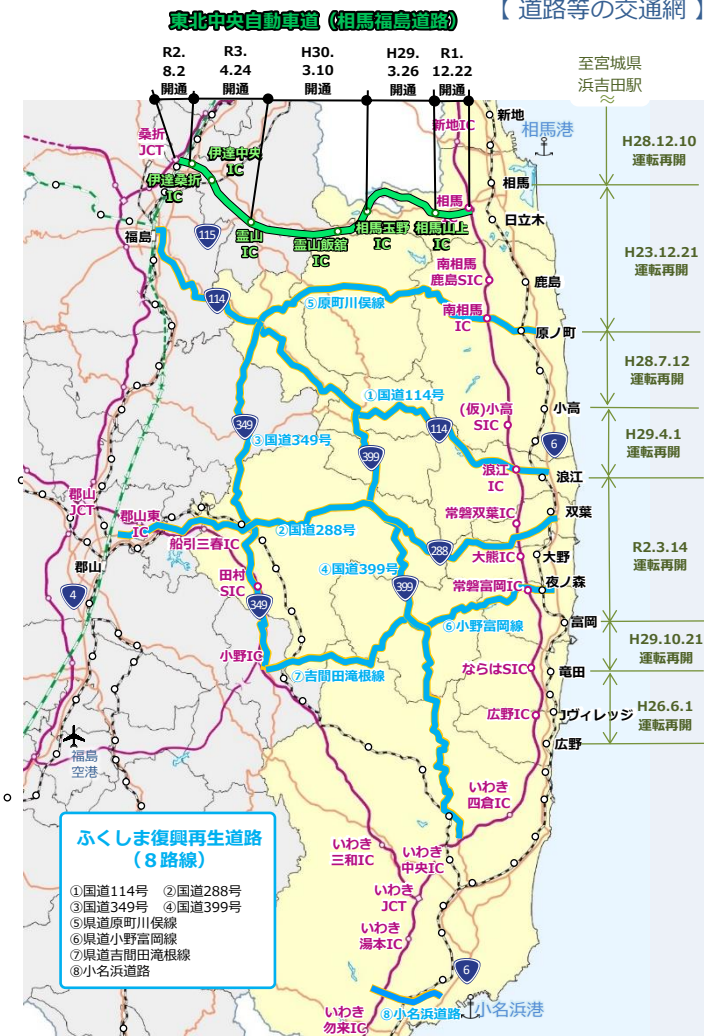 【 道路等の交通網 】
東北中央自動車道（相馬福島道路）
R2.
8.2
開通
R3.
4.24
開通
H30.
3.10
開通
H29.
3.26
開通
R1.
12.22
開通
至宮城県
浜吉田駅
桑折
JCT
伊達桑折
IC
伊達中央
IC
霊山
IC
霊山飯舘
IC
相馬玉野
IC
相馬山上
IC
相馬
新地IC
新地
相馬港
相馬
日立木
H28.12.10
運転再開
福島
115
114
⑤原町川俣線
南相馬
鹿島SIC
南相馬
IC
鹿島
原ノ町
H23.12.21
運転再開
①国道114号
349
③国道349号
399
114
(仮)小高
SIC
小高
6
H28.7.12
運転再開
浪江
IC
浪江
H29.4.1
運転再開
郡山
JCT
郡山東
IC
船引三春IC
②国道288号
常磐双葉IC
双葉
288
大熊IC
大野
R2.3.14
運転再開
郡山
4
田村
SIC
349
④国道399号
399
常磐富岡IC
夜ノ森
⑥小野富岡線
富岡
小野IC
⑦吉間田滝根線
ならはSIC
竜田
H29.10.21
運転再開
広野IC
Jヴィレッジ
広野
H26.6.1
運転再開
福島
空港
いわき
四倉IC
いわき
三和IC
いわき
中央IC
いわき
JCT
いわき
湯本IC
いわき
勿来IC
6
⑧小名浜道路
小名浜港
ふくしま復興再生道路
（８路線）
①国道114号　②国道288号
③国道349号　④国道399号
⑤県道原町川俣線
⑥県道小野富岡線
⑦県道吉間田滝根線
⑧小名浜道路